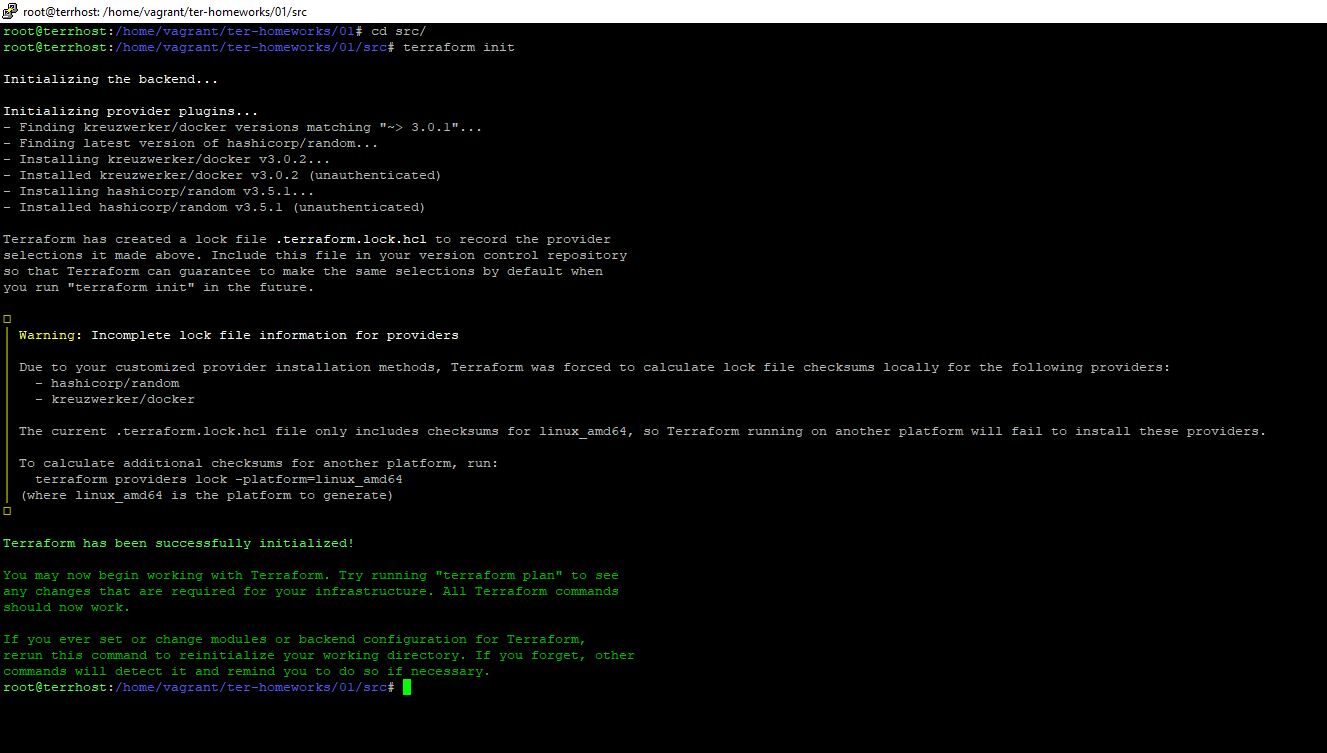 root@terrhost: /home/vagrant/ter-homeworks/01/src
root@terrhost:/home/vagrant/ter-homeworks/01# cd src/
root@terrhost:/home/vagrant/ter-homeworks/01/src# terraform init
Initializing the backend...
Initializing provider plugins...
- Finding kreuzwerker/docker versions matching "~> 3.0.1"...
- Finding latest version of hashicorp/random...
- Installing kreuzwerker/docker v3.0.2...
- Installed kreuzwerker/docker v3.0.2 (unauthenticated)
- Installing hashicorp/random v3.5.1...
- Installed hashicorp/random v3.5.1 (unauthenticated)
Terraform has created a lock file .terraform.lock.hcl to record the provider
selections it made above. Include this file in your version control repository
so that Terraform can guarantee to make the same selections by default when
you run "terraform init" in the future.
Warning: Incomplete lock file information for providers
Due to your customized provider installation methods, Terraform was forced to calculate lock file checksums locally for the following providers:
- hashicorp/random
- kreuzwerker/docker
The current .terraform.lock.hcl file only includes checksums for linux_amd64, so Terraform running on another platform will fail to install these providers.
To calculate additional checksums for another platform, run:
terraform providers lock -platform=linux_amd64
(where linux_amd64 is the platform to generate)
Terraform has been successfully initialized!
You may now begin working with Terraform. Try running "terraform plan" to see
any changes that are required for your infrastructure. All Terraform commands
should now work.
If you ever set or change modules or backend configuration for Terraform,
rerun this command to reinitialize your working directory. If you forget, other
commands will detect it and remind you to do so if necessary.
root@terrhost:/home/vagrant/ter-homeworks/01/src#